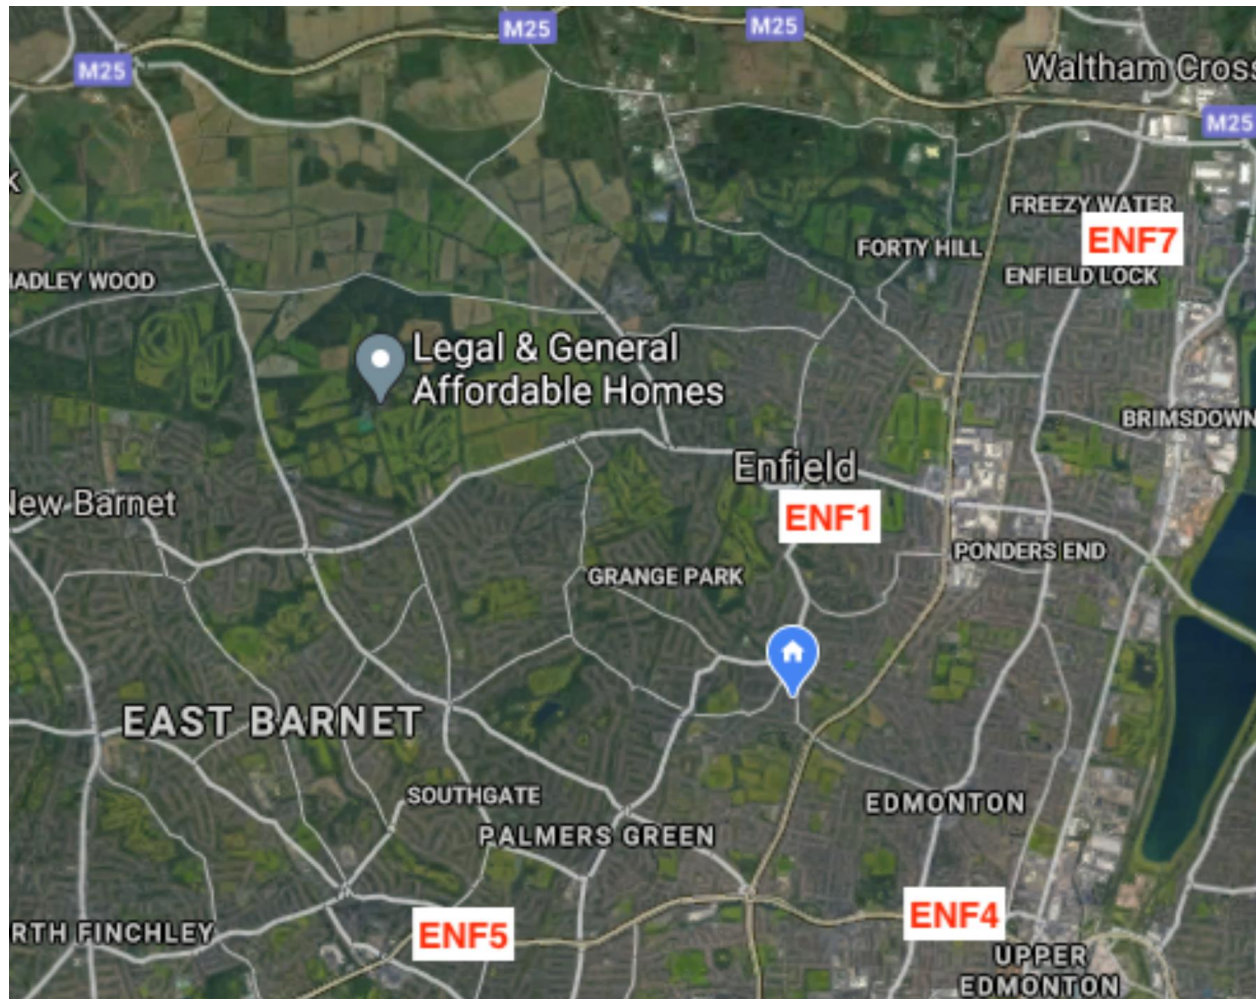 M25
M25
M25
Waltham Cross
M25
k
FREEZY WATER
ENF7
FORTY HILL
ENFIELD LOCK
IADLEY WOOD
Legal & General
Affordable Homes
BRIMSDOWN
Enfield
New Barnet
ENF1
PONDERS END
GRANGE PARK
EAST BARNET
SOUTHGATE
EDMONTON
PALMERS GREEN
ENF4
ENF5
RTH FINCHLEY
UPPER
EDMONTON